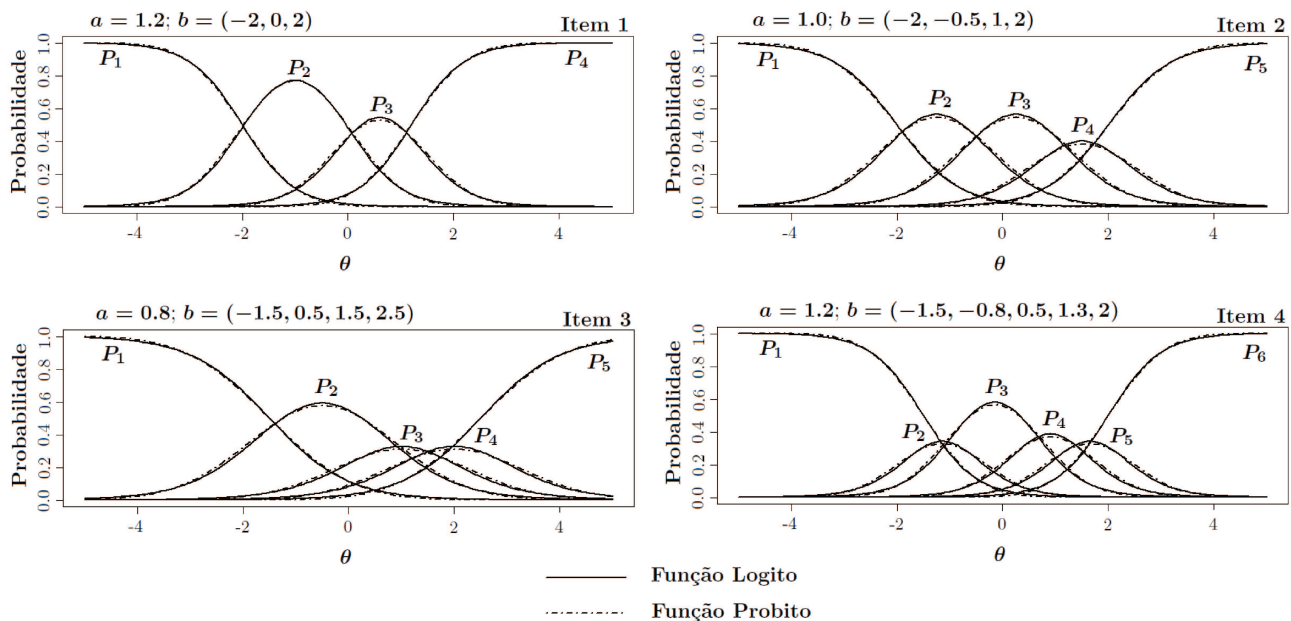 a = 1.2; b = (−2, 0, 2) Item 1
Probabilidade
1.0
0.8
0.6
0.4
0.2
0.0
P1
P2
P3
P4
-4 -2 0 2 4
θ
a = 1.0; b = (−2, −0.5, 1, 2) Item 2
Probabilidade
1.0
0.8
0.6
0.4
0.2
0.0
P1
P2
P3
P4
P5
-4 -2 0 2 4
θ
a = 0.8; b = (−1.5, 0.5, 1.5, 2.5) Item 3
Probabilidade
1.0
0.8
0.6
0.4
0.2
0.0
P1
P2
P3
P4
P5
-4 -2 0 2 4
θ
a = 1.2; b = (−1.5, −0.8, 0.5, 1.3, 2) Item 4
Probabilidade
1.0
0.8
0.6
0.4
0.2
0.0
P1
P2
P3
P4
P5
P6
-4 -2 0 2 4
θ
Função Logito
Função Probito